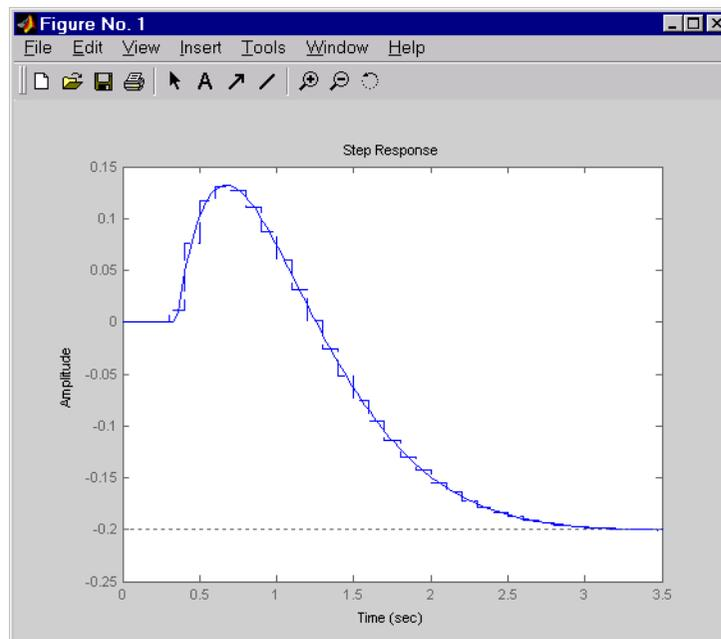 Figure No. 1
File Edit View Insert Tools Window Help
A
Step Response
0.15
0.1
0.05
0
-0.05
-0.1
-0.15
-0.2
-0.25
Amplitude
0 0.5 1 1.5 2 2.5 3 3.5
Time (sec)